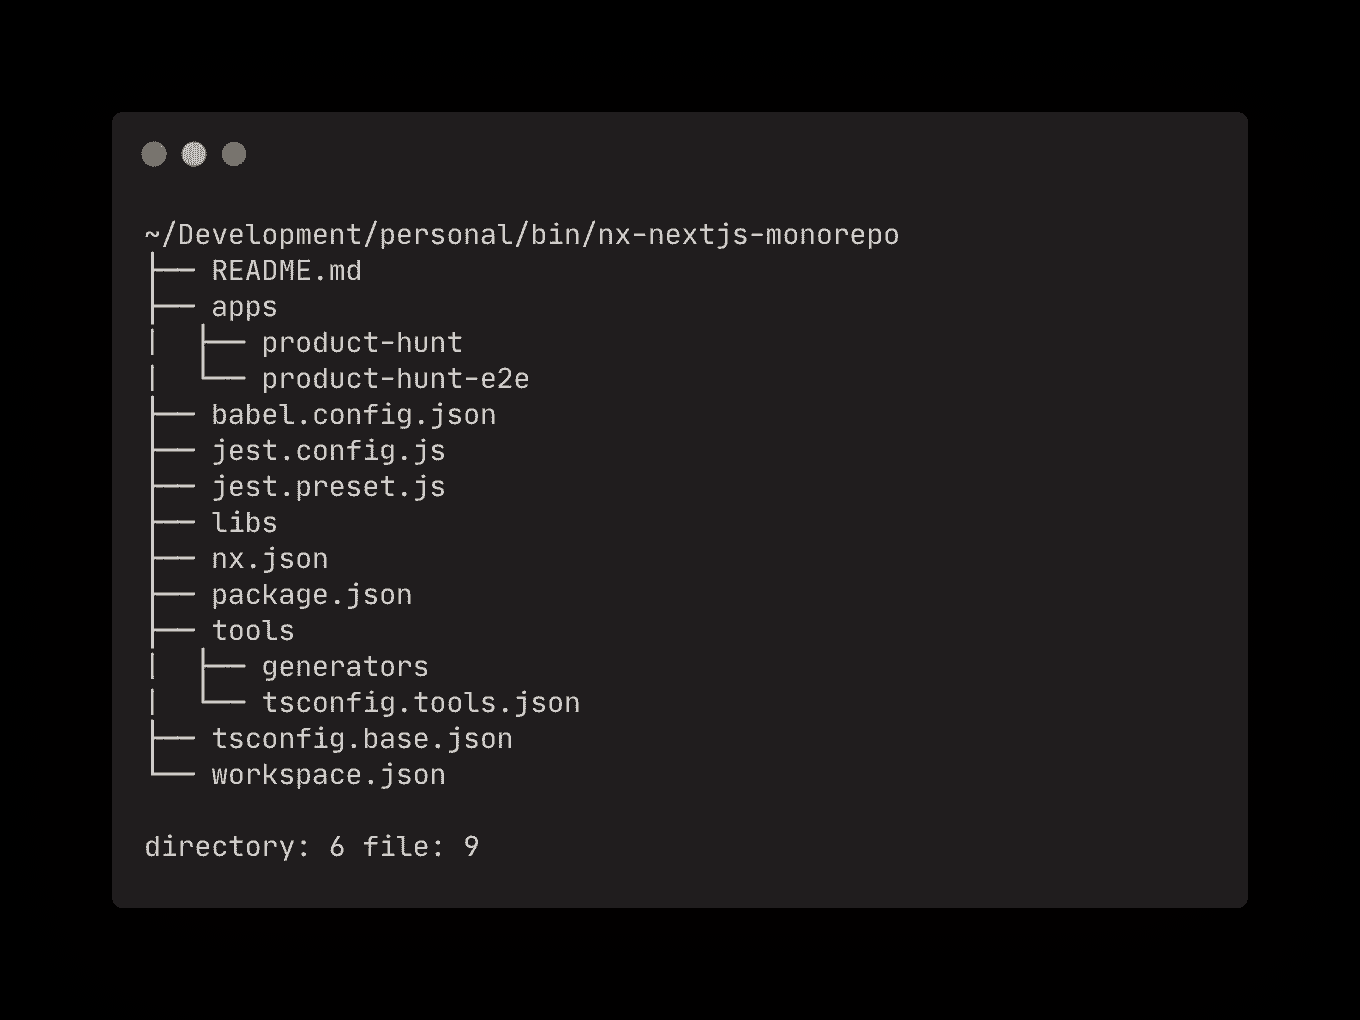 ~/Development/personal/bin/nx-nextjs-monorepo
├── README.md
├── apps
|  ├── product-hunt
|  └── product-hunt-e2e
├── babel.config.json
├── jest.config.js
├── jest.preset.js
├── libs
├── nx.json
├── package.json
├── tools
|  ├── generators
|  └── tsconfig.tools.json
├── tsconfig.base.json
└── workspace.json
directory: 6 file: 9